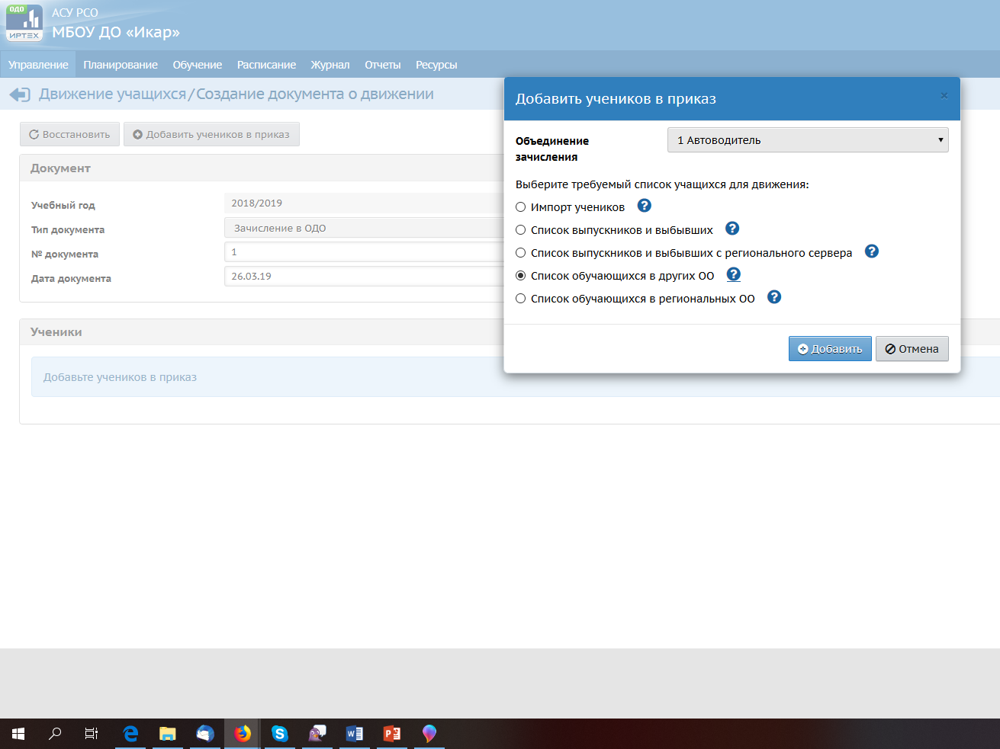 ОДО
ИРТЕХ
АСУ РСО
МБОУ ДО «Икар»
Управление Планирование Обучение Расписание Журнал Отчеты Ресурсы
Движение учащихся/Создание документа о движении
Восстановить Добавить учеников в приказ
Документ
Учебный год 2018/2019
Тип документа Зачисление в ОДО
№ документа 1
Дата документа 26.03.19
Ученики
Добавьте учеников в приказ
Добавить учеников в приказ ×
Объединение зачисления 1 Автоводитель
Выберите требуемый список учащихся для движения:
Импорт учеников ?
Список выпускников и выбывших ?
Список выпускников и выбывших с регионального сервера ?
Список обучающихся в других ОО ?
Список обучающихся в региональных ОО ?
Добавить Отмена